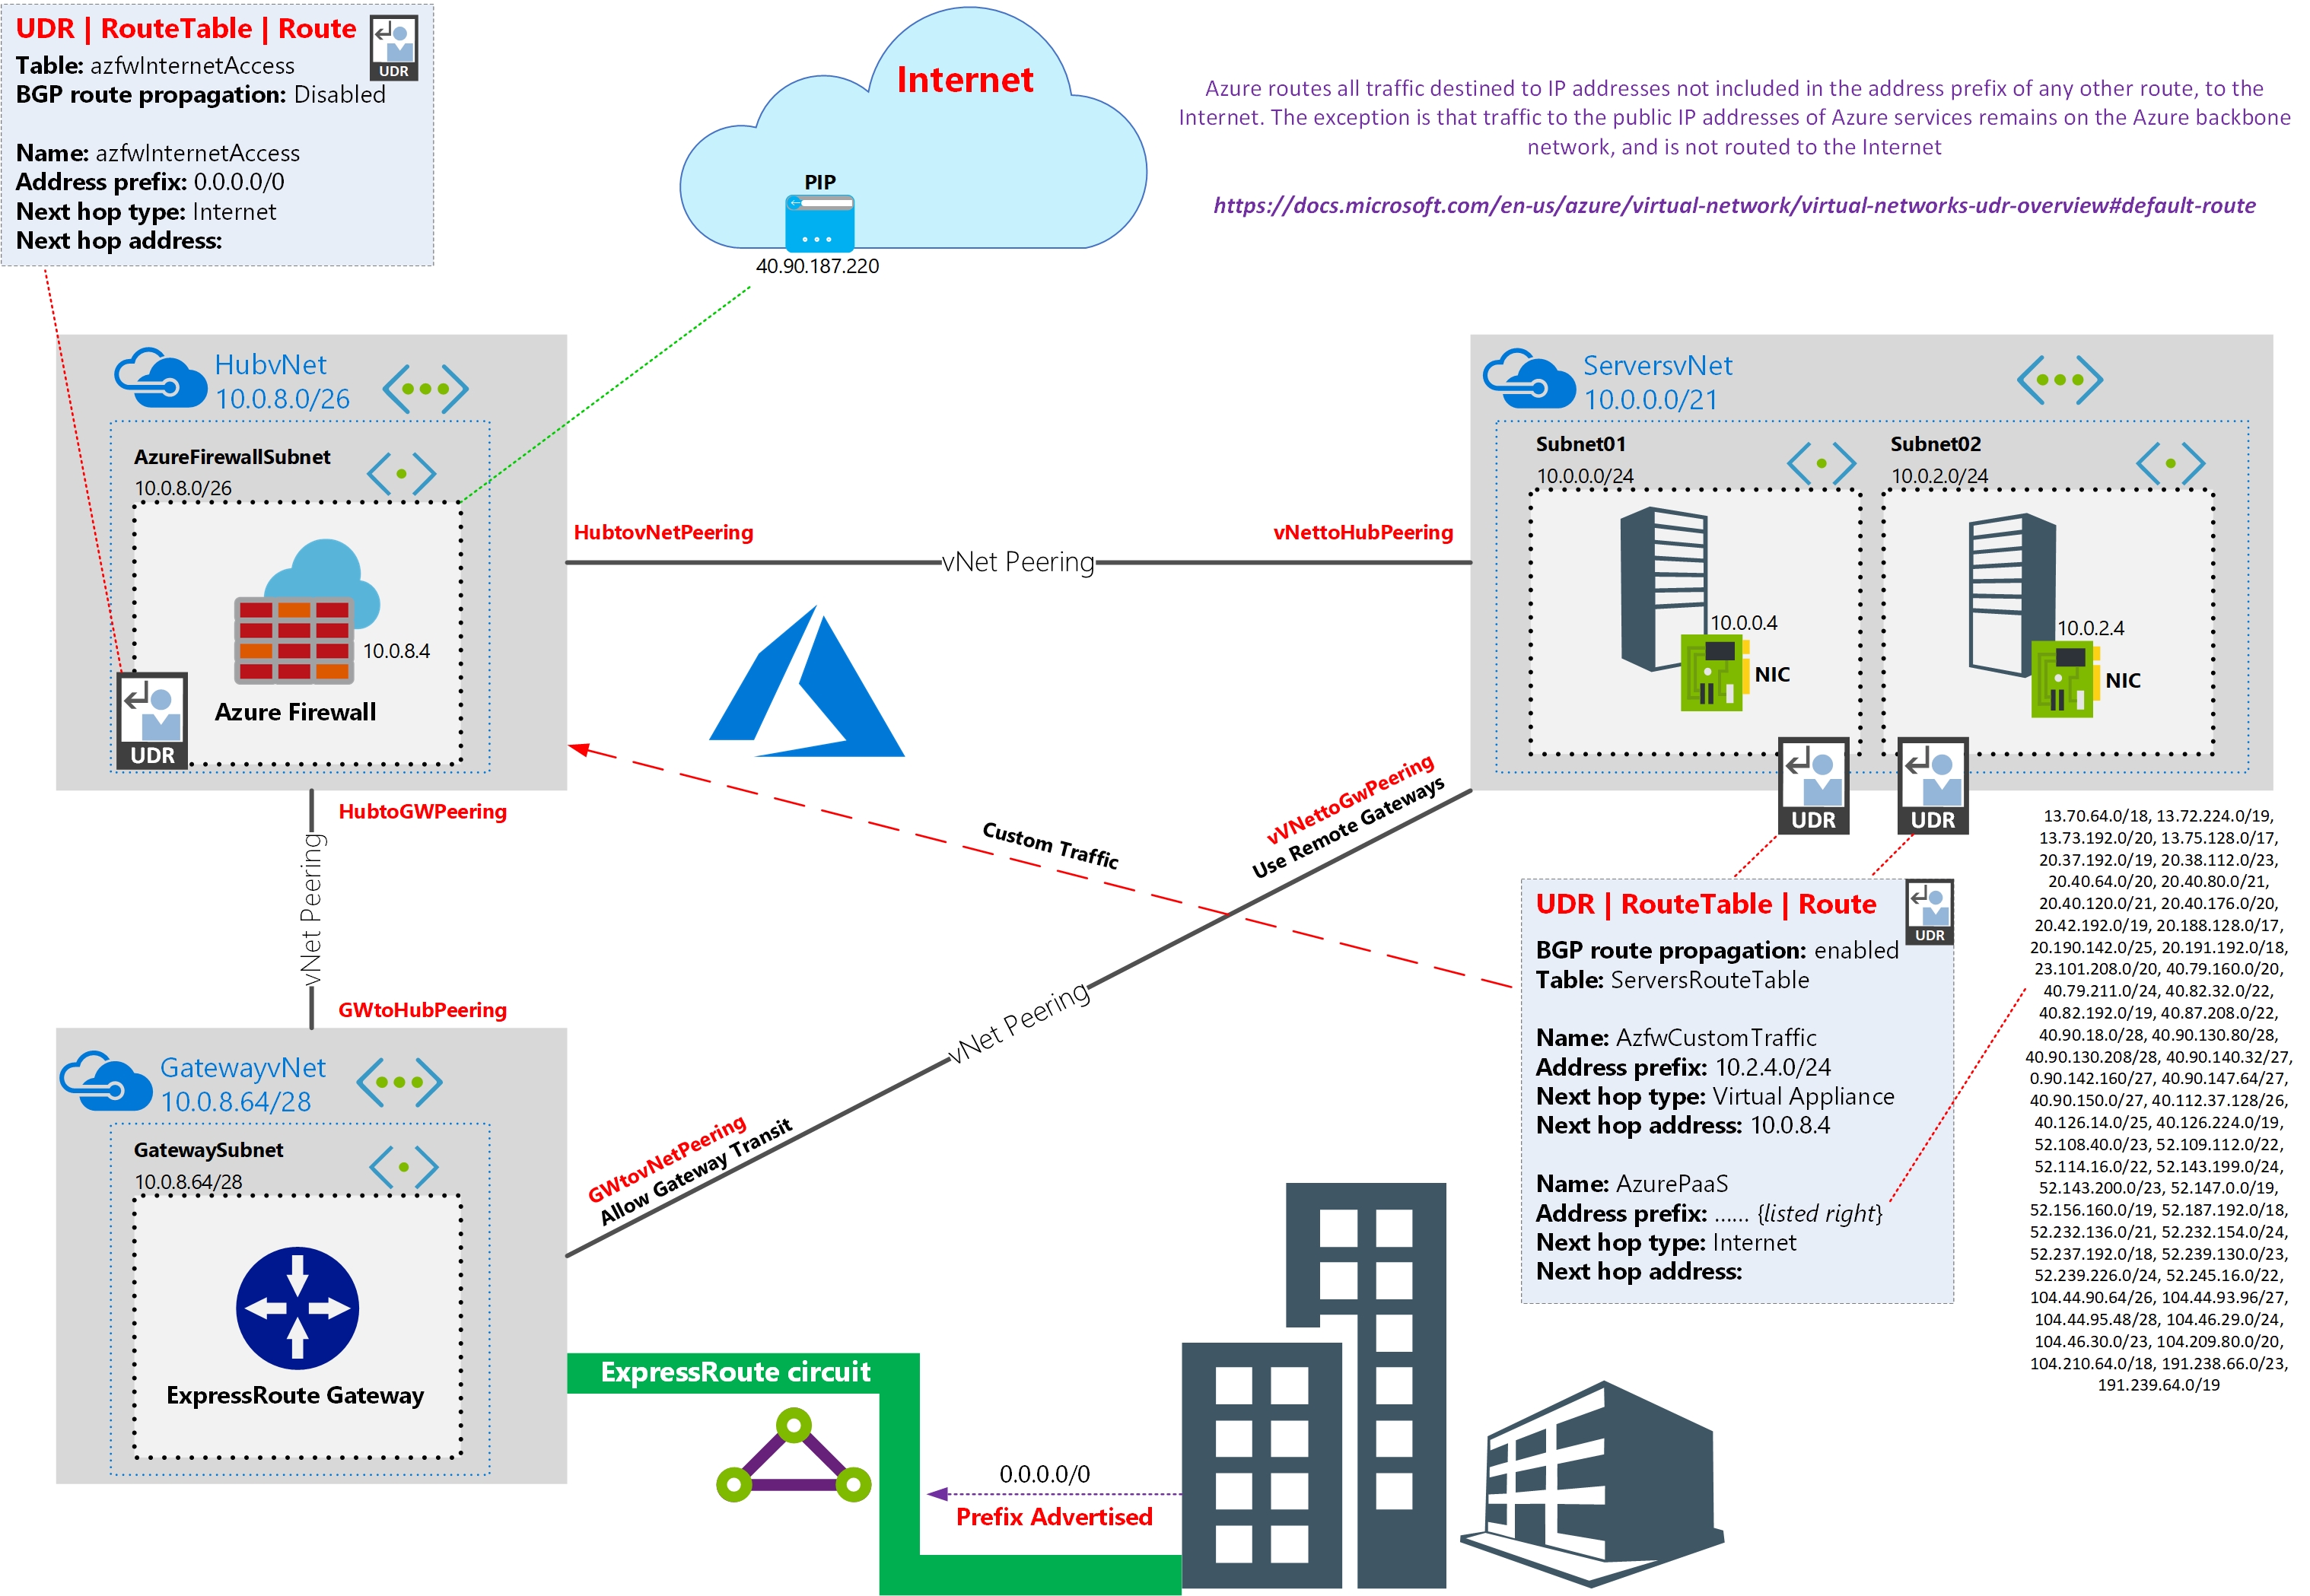 UDR | RouteTable | Route
UDR
Table: azfwInternetAccess
BGP route propagation: Disabled
Name: azfwInternetAccess
Address prefix: 0.0.0.0/0
Next hop type: Internet
Next hop address:
Internet
PIP
40.90.187.220
Azure routes all traffic destined to IP addresses not included in the address prefix of any other route, to the
Internet. The exception is that traffic to the public IP addresses of Azure services remains on the Azure backbone
network, and is not routed to the Internet
https://docs.microsoft.com/en-us/azure/virtual-network/virtual-networks-udr-overview#default-route
HubvNet
10.0.8.0/26
AzureFirewallSubnet
10.0.8.0/26
10.0.8.4
Azure Firewall
UDR
HubtovNetPeering
vNet Peering
vNettoHubPeering
ServersvNet
10.0.0.0/21
Subnet01
10.0.0.0/24
10.0.0.4
NIC
UDR
Subnet02
10.0.2.0/24
10.0.2.4
NIC
UDR
HubtoGWPeering
vNet Peering
GWtoHubPeering
Custom Traffic
vVNettoGwPeering
Use Remote Gateways
vNet Peering
GWtovNetPeering
Allow Gateway Transit
UDR | RouteTable | Route
UDR
BGP route propagation: enabled
Table: ServersRouteTable
Name: AzfwCustomTraffic
Address prefix: 10.2.4.0/24
Next hop type: Virtual Appliance
Next hop address: 10.0.8.4
Name: AzurePaaS
Address prefix: ...... {listed right}
Next hop type: Internet
Next hop address:
13.70.64.0/18, 13.72.224.0/19,
13.73.192.0/20, 13.75.128.0/17,
20.37.192.0/19, 20.38.112.0/23,
20.40.64.0/20, 20.40.80.0/21,
20.40.120.0/21, 20.40.176.0/20,
20.42.192.0/19, 20.188.128.0/17,
20.190.142.0/25, 20.191.192.0/18,
23.101.208.0/20, 40.79.160.0/20,
40.79.211.0/24, 40.82.32.0/22,
40.82.192.0/19, 40.87.208.0/22,
40.90.18.0/28, 40.90.130.80/28,
40.90.130.208/28, 40.90.140.32/27,
0.90.142.160/27, 40.90.147.64/27,
40.90.150.0/27, 40.112.37.128/26,
40.126.14.0/25, 40.126.224.0/19,
52.108.40.0/23, 52.109.112.0/22,
52.114.16.0/22, 52.143.199.0/24,
52.143.200.0/23, 52.147.0.0/19,
52.156.160.0/19, 52.187.192.0/18,
52.232.136.0/21, 52.232.154.0/24,
52.237.192.0/18, 52.239.130.0/23,
52.239.226.0/24, 52.245.16.0/22,
104.44.90.64/26, 104.44.93.96/27,
104.44.95.48/28, 104.46.29.0/24,
104.46.30.0/23, 104.209.80.0/20,
104.210.64.0/18, 191.238.66.0/23,
191.239.64.0/19
GatewayvNet
10.0.8.64/28
GatewaySubnet
10.0.8.64/28
ExpressRoute Gateway
ExpressRoute circuit
0.0.0.0/0
Prefix Advertised